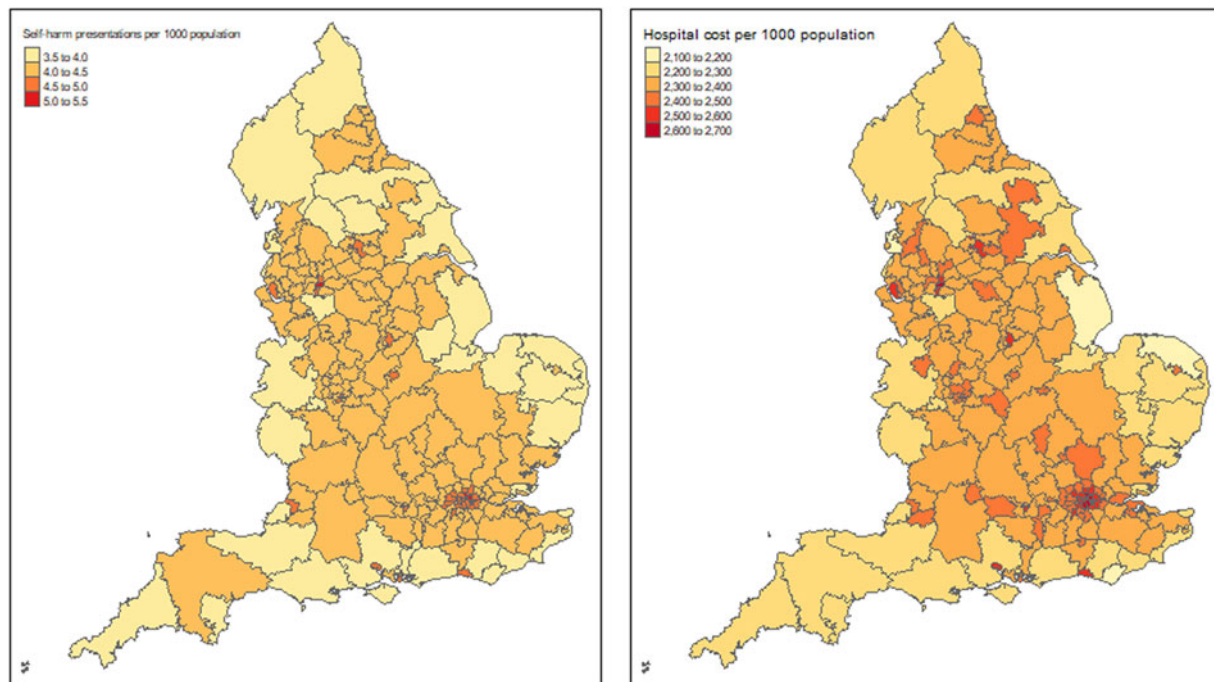 Self-harm presentations per 1000 population
3.5 to 4.0
4.0 to 4.5
4.5 to 5.0
5.0 to 5.5
Hospital cost per 1000 population
2,100 to 2,200
2,200 to 2,300
2,300 to 2,400
2,400 to 2,500
2,500 to 2,600
2,600 to 2,700